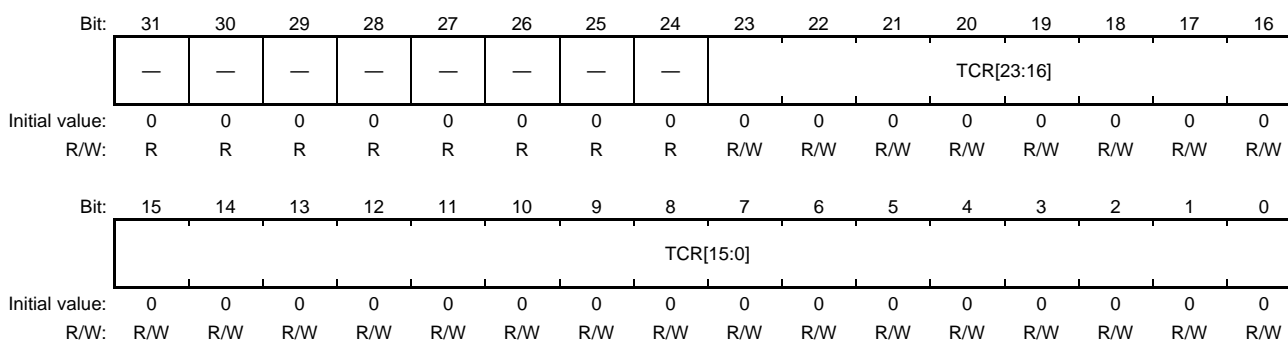 Bit: 31 30 29 28 27 26 25 24 23 22 21 20 19 18 17 16
— — — — — — — — TCR[23:16]
Initial value: 0 0 0 0 0 0 0 0 0 0 0 0 0 0 0 0
R/W: R R R R R R R R R/W R/W R/W R/W R/W R/W R/W R/W
Bit: 15 14 13 12 11 10 9 8 7 6 5 4 3 2 1 0
TCR[15:0]
Initial value: 0 0 0 0 0 0 0 0 0 0 0 0 0 0 0 0
R/W: R/W R/W R/W R/W R/W R/W R/W R/W R/W R/W R/W R/W R/W R/W R/W R/W